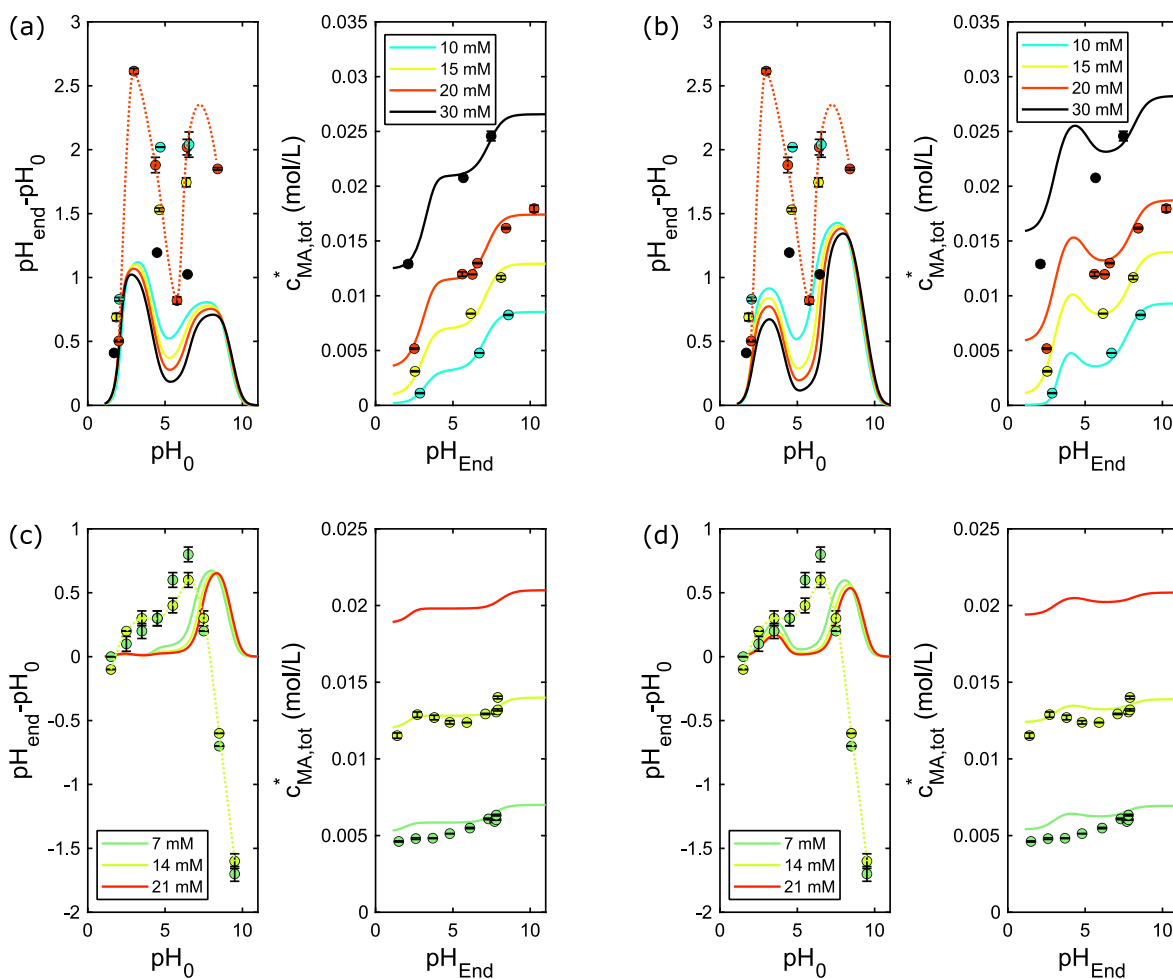 (a)
3
2.5
2
1.5
1
0.5
0
0
5
10
pH0
pHend-pH0
0.035
0.03
0.025
0.02
0.015
0.01
0.005
0
0
5
10
pHEnd
c*MA,tot (mol/L)
10 mM
15 mM
20 mM
30 mM
(b)
3
2.5
2
1.5
1
0.5
0
0
5
10
pH0
pHend-pH0
0.035
0.03
0.025
0.02
0.015
0.01
0.005
0
0
5
10
pHEnd
c*MA,tot (mol/L)
10 mM
15 mM
20 mM
30 mM
(c)
1
0.5
0
-0.5
-1
-1.5
-2
0
5
10
pH0
pHend-pH0
7 mM
14 mM
21 mM
0.025
0.02
0.015
0.01
0.005
0
0
5
10
pHEnd
c*MA,tot (mol/L)
(d)
1
0.5
0
-0.5
-1
-1.5
-2
0
5
10
pH0
pHend-pH0
7 mM
14 mM
21 mM
0.025
0.02
0.015
0.01
0.005
0
0
5
10
pHEnd
c*MA,tot (mol/L)